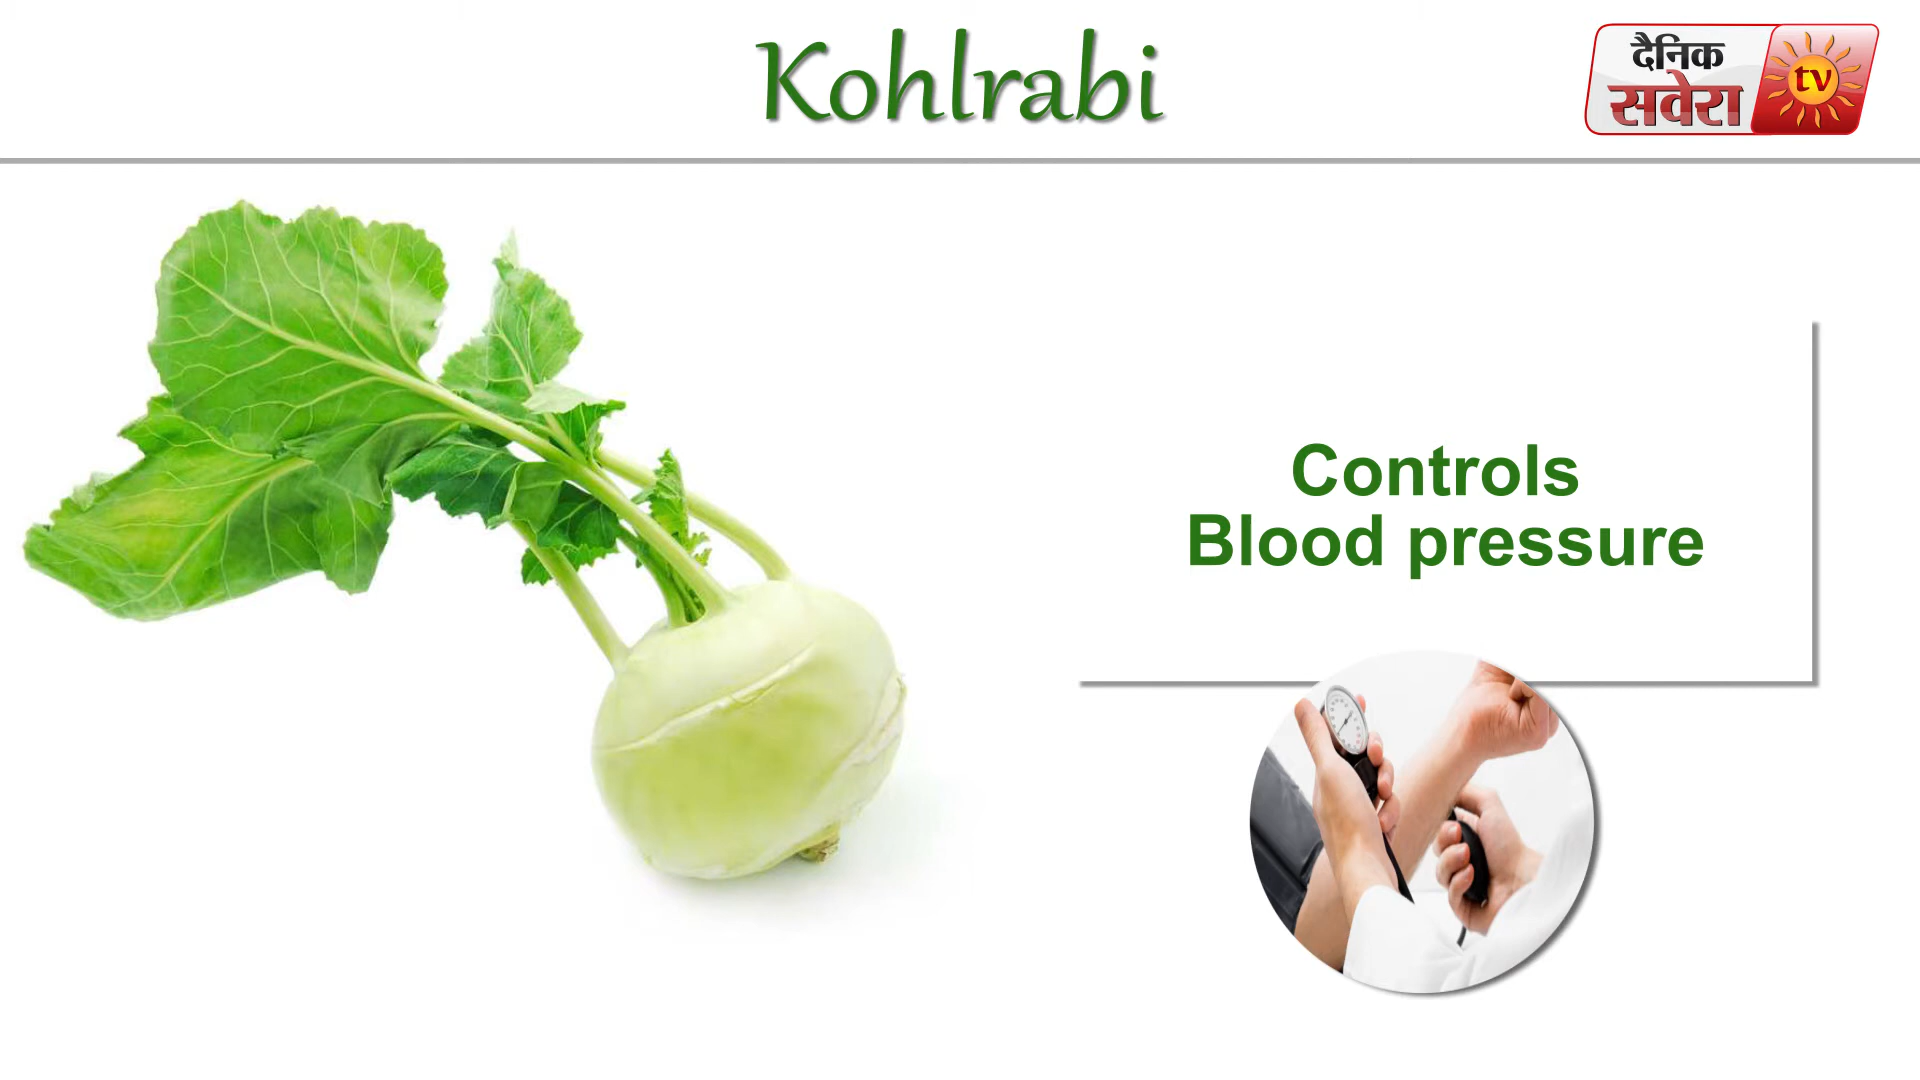 Kohlrabi
दैनिक
सवेरा
tv
Controls
Blood pressure